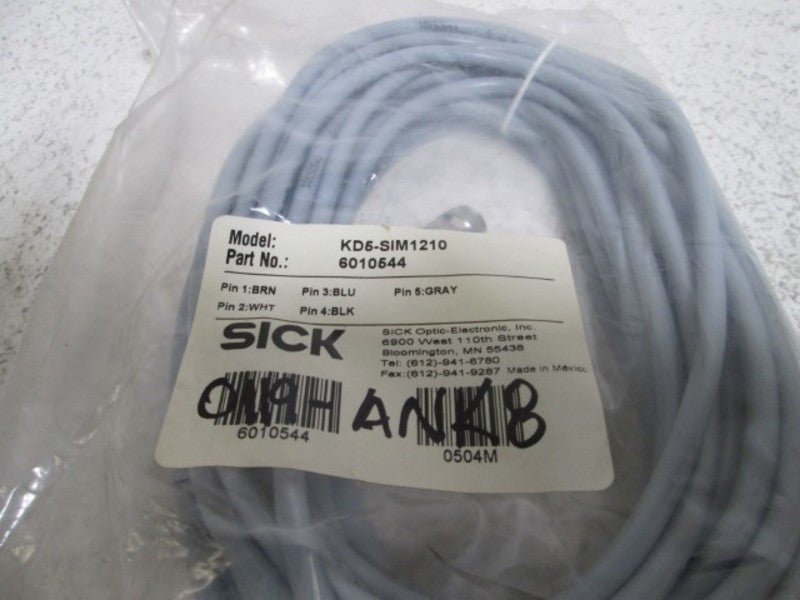 Model: KD5-SIM1210
Part No.: 6010544
Pin 1:BRN Pin 3:BLU Pin 5:GRAY
Pin 2:WHT Pin 4:BLK
SICK
SICK Optic-Electronic, Inc.
6900 West 110th Street
Bloomington, MN 55438
Tel: (612)-941-6780
Fax:(612)-941-9287 Made in México.
ANK8
6010544
0504M